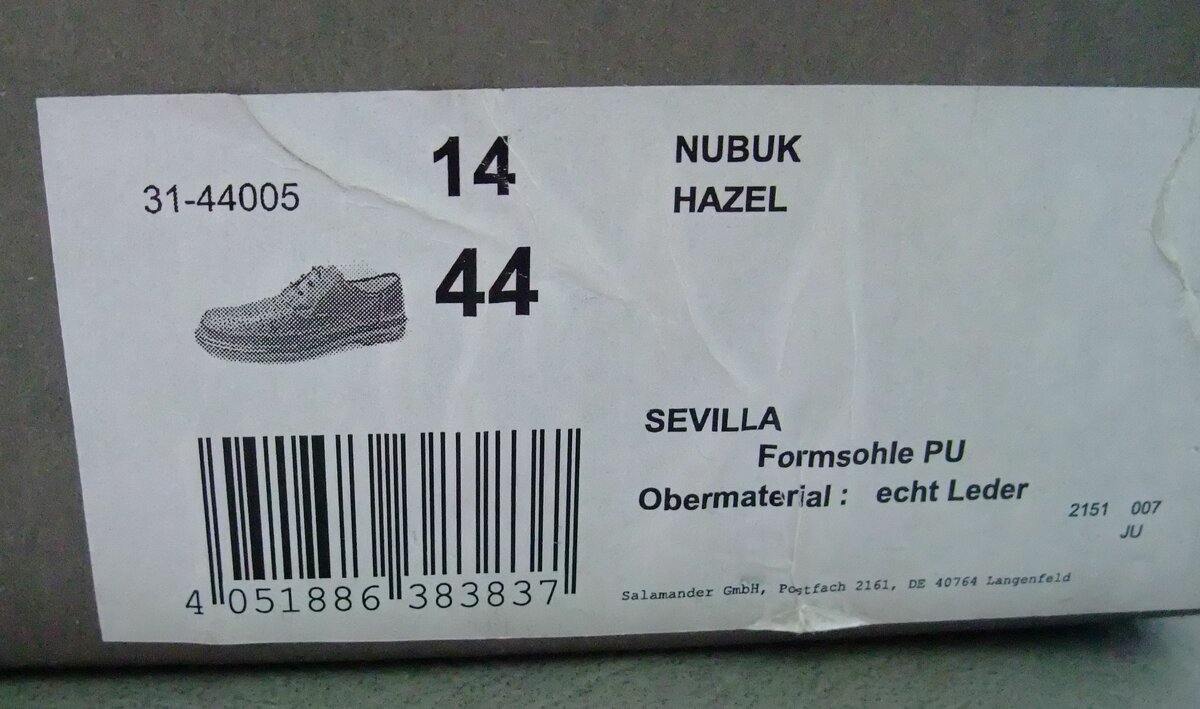 31-44005
14
44
NUBUK
HAZEL
SEVILLA
Formsohle PU
Obermaterial : echt Leder
2151 007
JU
Salamander GmbH, Postfach 2161, DE 40764 Langenfeld
4 051886 383837